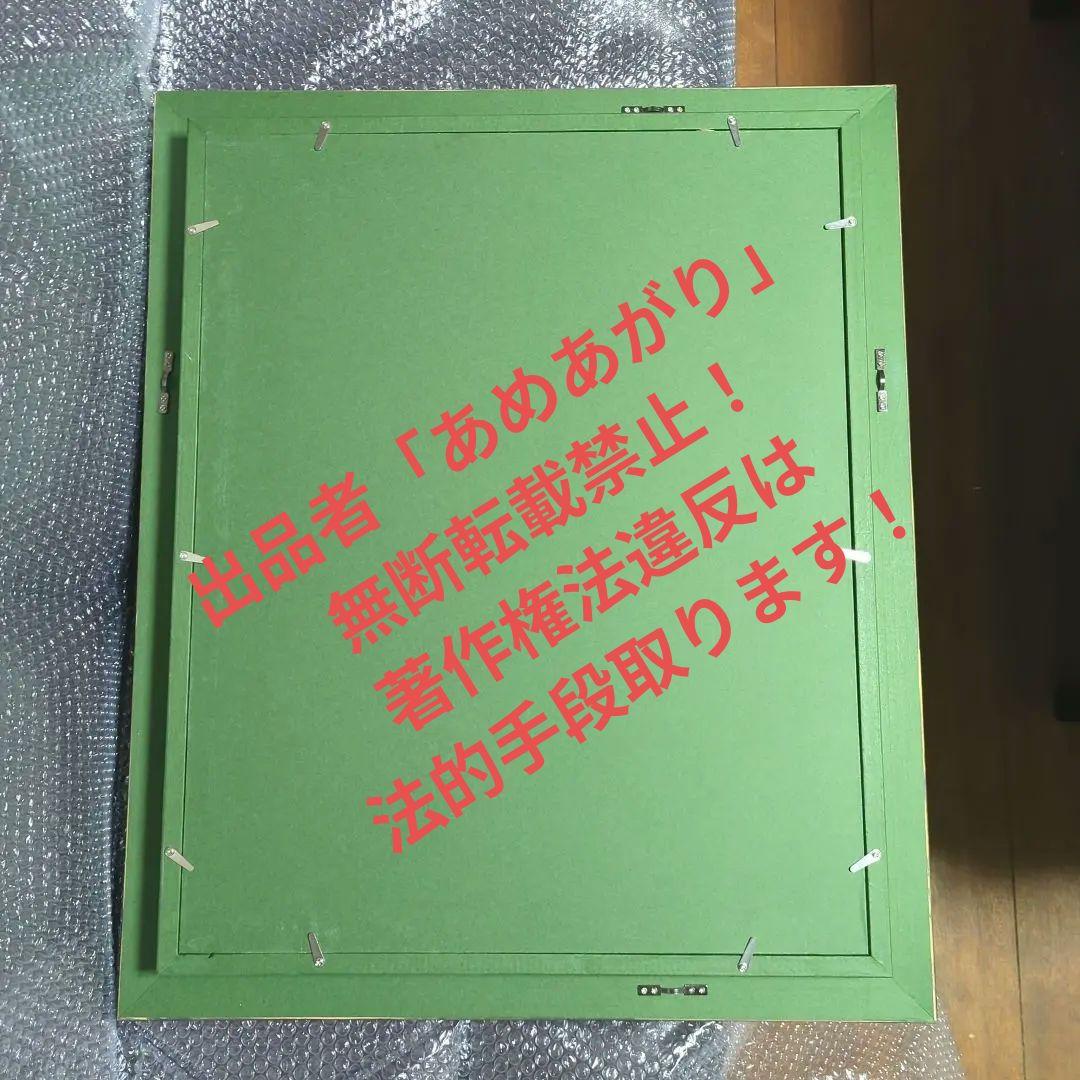 出品者「あめあがり」
無断転載禁止！
著作権法違反は
法的手段取ります！